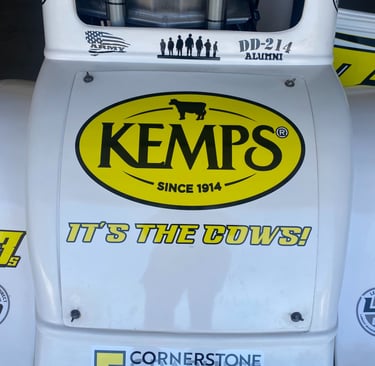 ARMY
DD-214
ALUMNI
KEMPS®
SINCE 1914
IT'S THE COWS!
CORNERSTONE